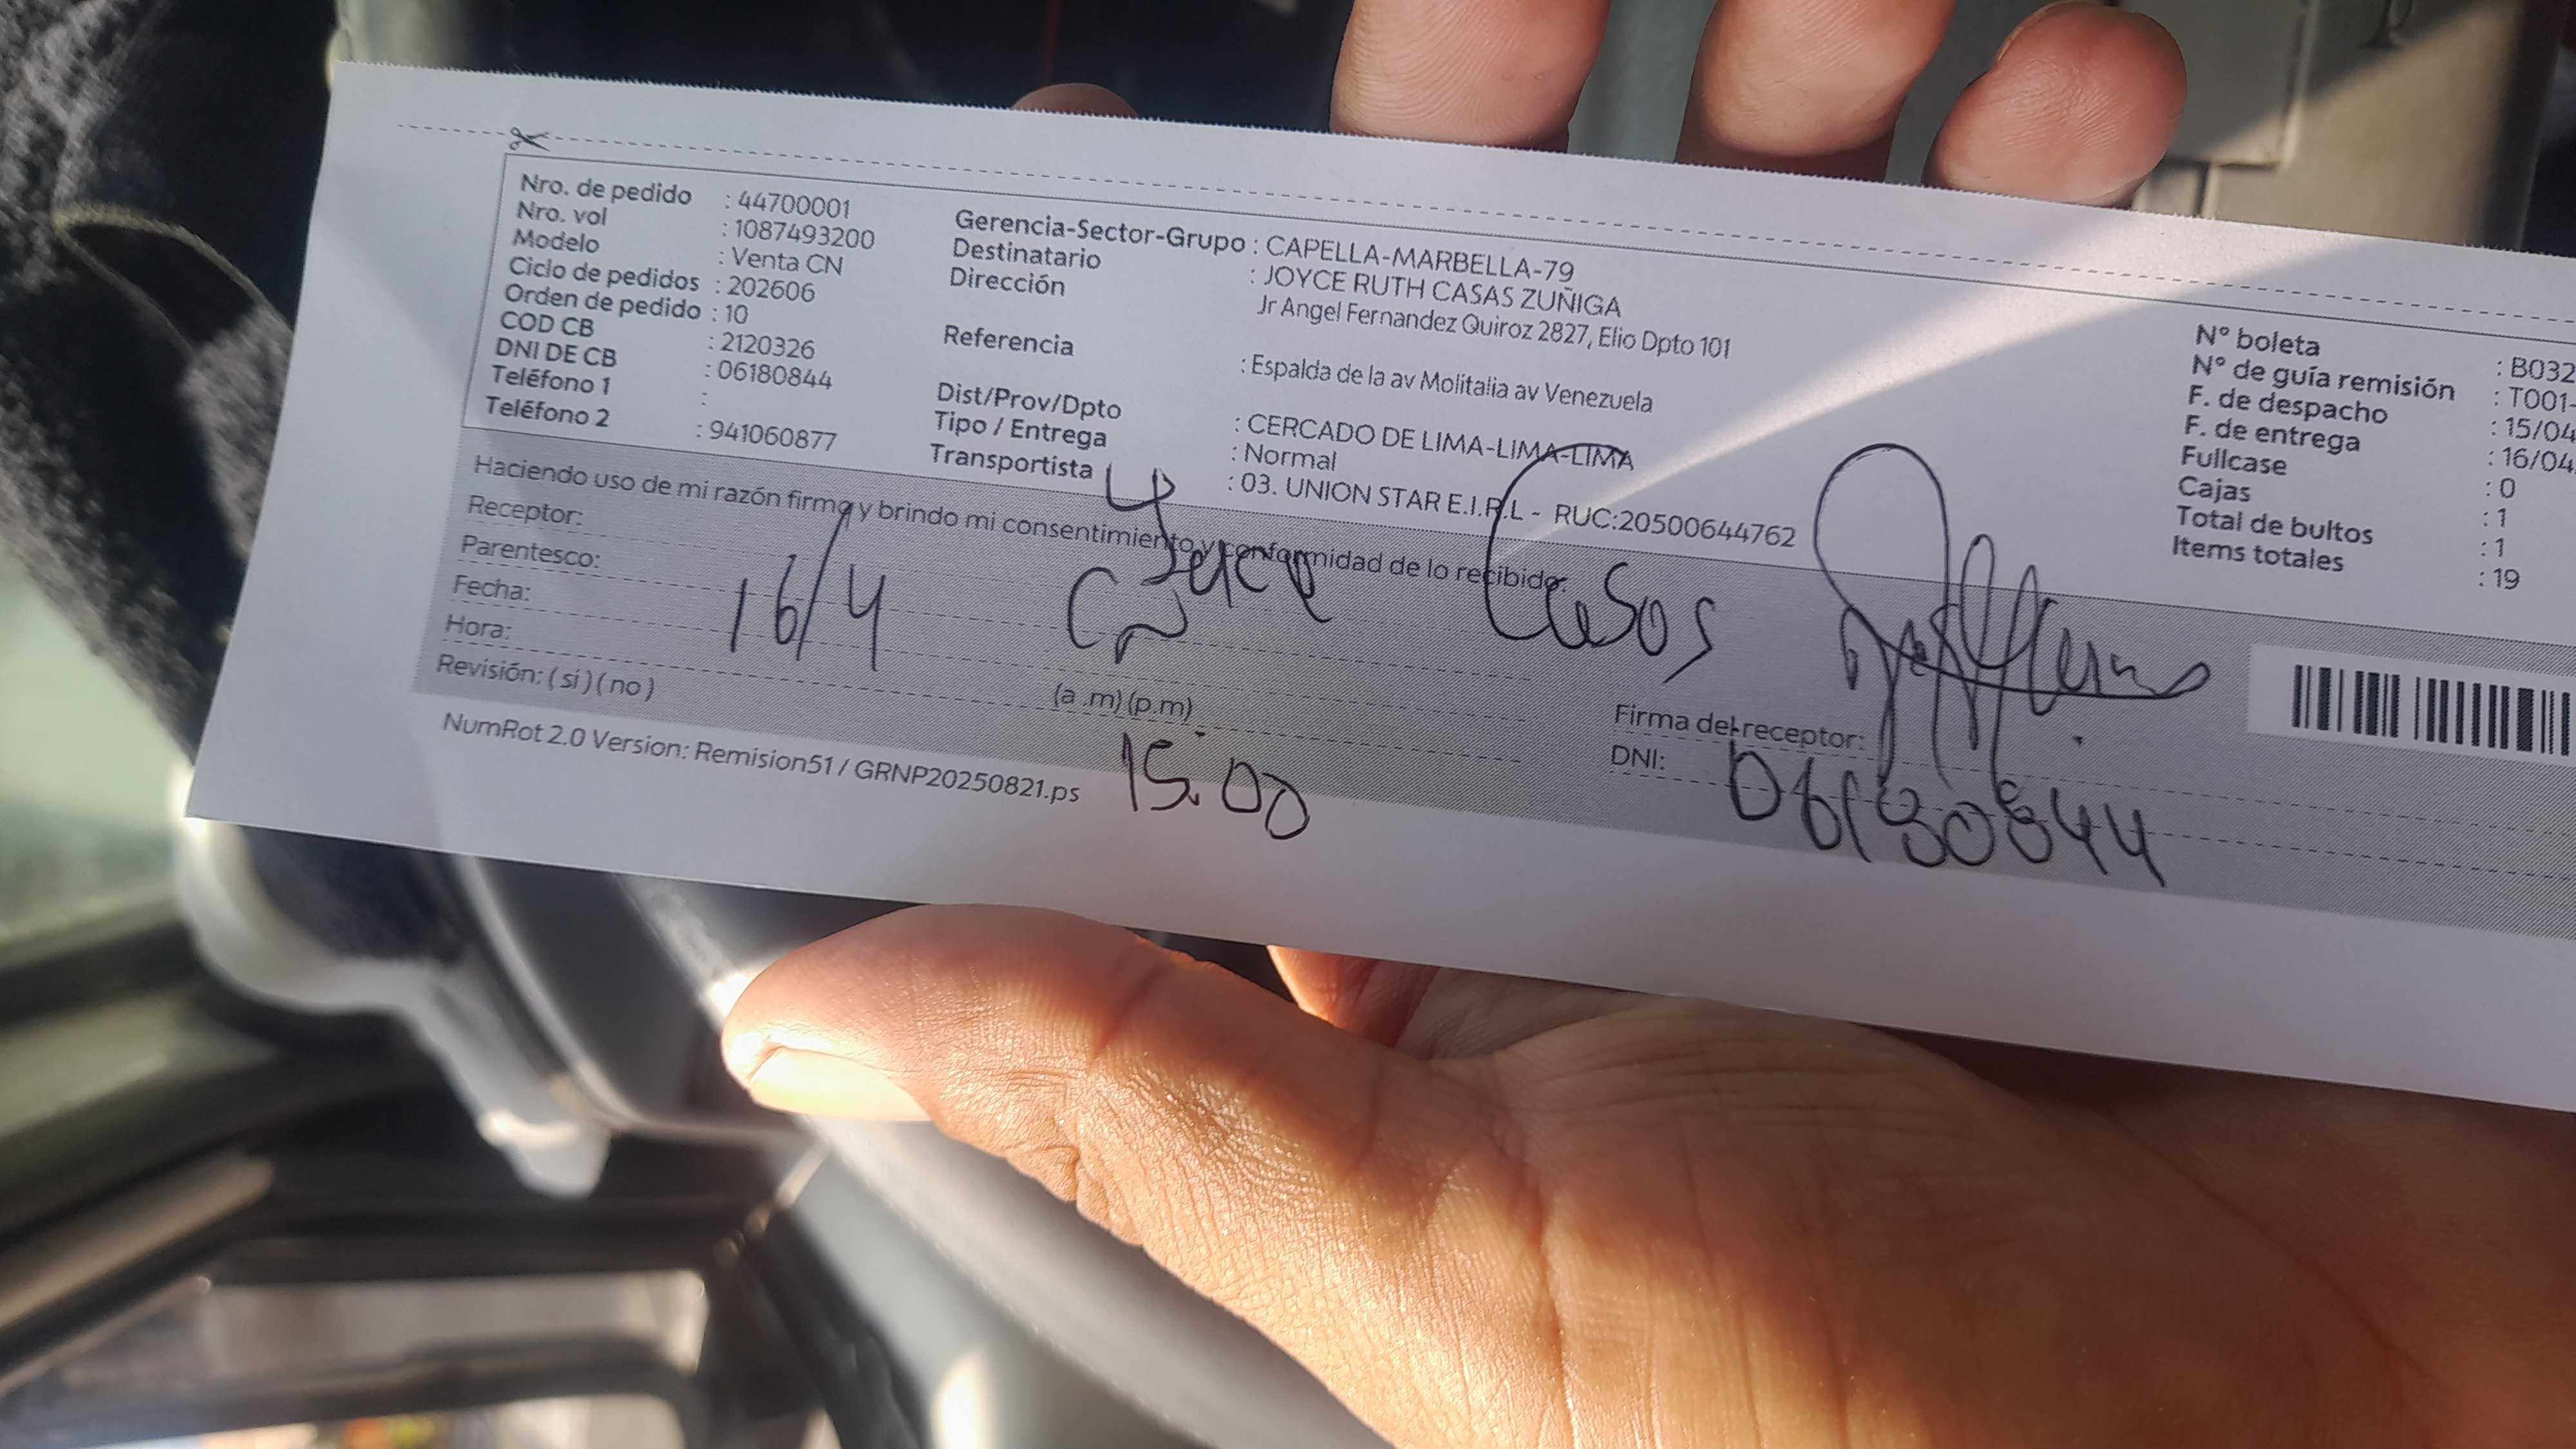 Nro. de pedido : 44700001
Nro. vol : 1087493200
Modelo : Venta CN
Ciclo de pedidos : 202606
Orden de pedido : 10
COD CB : 2120326
DNI DE CB : 06180844
Teléfono 1 :
Teléfono 2 : 941060877
Gerencia-Sector-Grupo : CAPELLA-MARBELLA-79
Destinatario : JOYCE RUTH CASAS ZUÑIGA
Dirección Jr Angel Fernandez Quiroz 2827, Elio Dpto 101
Referencia : Espalda de la av Molitalia av Venezuela
Dist/Prov/Dpto : CERCADO DE LIMA-LIMA-LIMA
Tipo / Entrega : Normal
Transportista : 03. UNION STAR E.I.R.L - RUC:20500644762
N° boleta : B032
N° de guía remisión : T001-
F. de despacho : 15/04
F. de entrega : 16/04
Fullcase : 0
Cajas : 1
Total de bultos : 1
Items totales : 19
Haciendo uso de mi razón firmo y brindo mi consentimiento y conformidad de lo recibido.
Receptor:
Parentesco:
Fecha: 16/4
Hora: (a .m) (p.m) 15:00
Revisión: ( si ) ( no )
Firma del receptor:
DNI: 06180844
NumRot 2.0 Version: Remision51 / GRNP20250821.ps